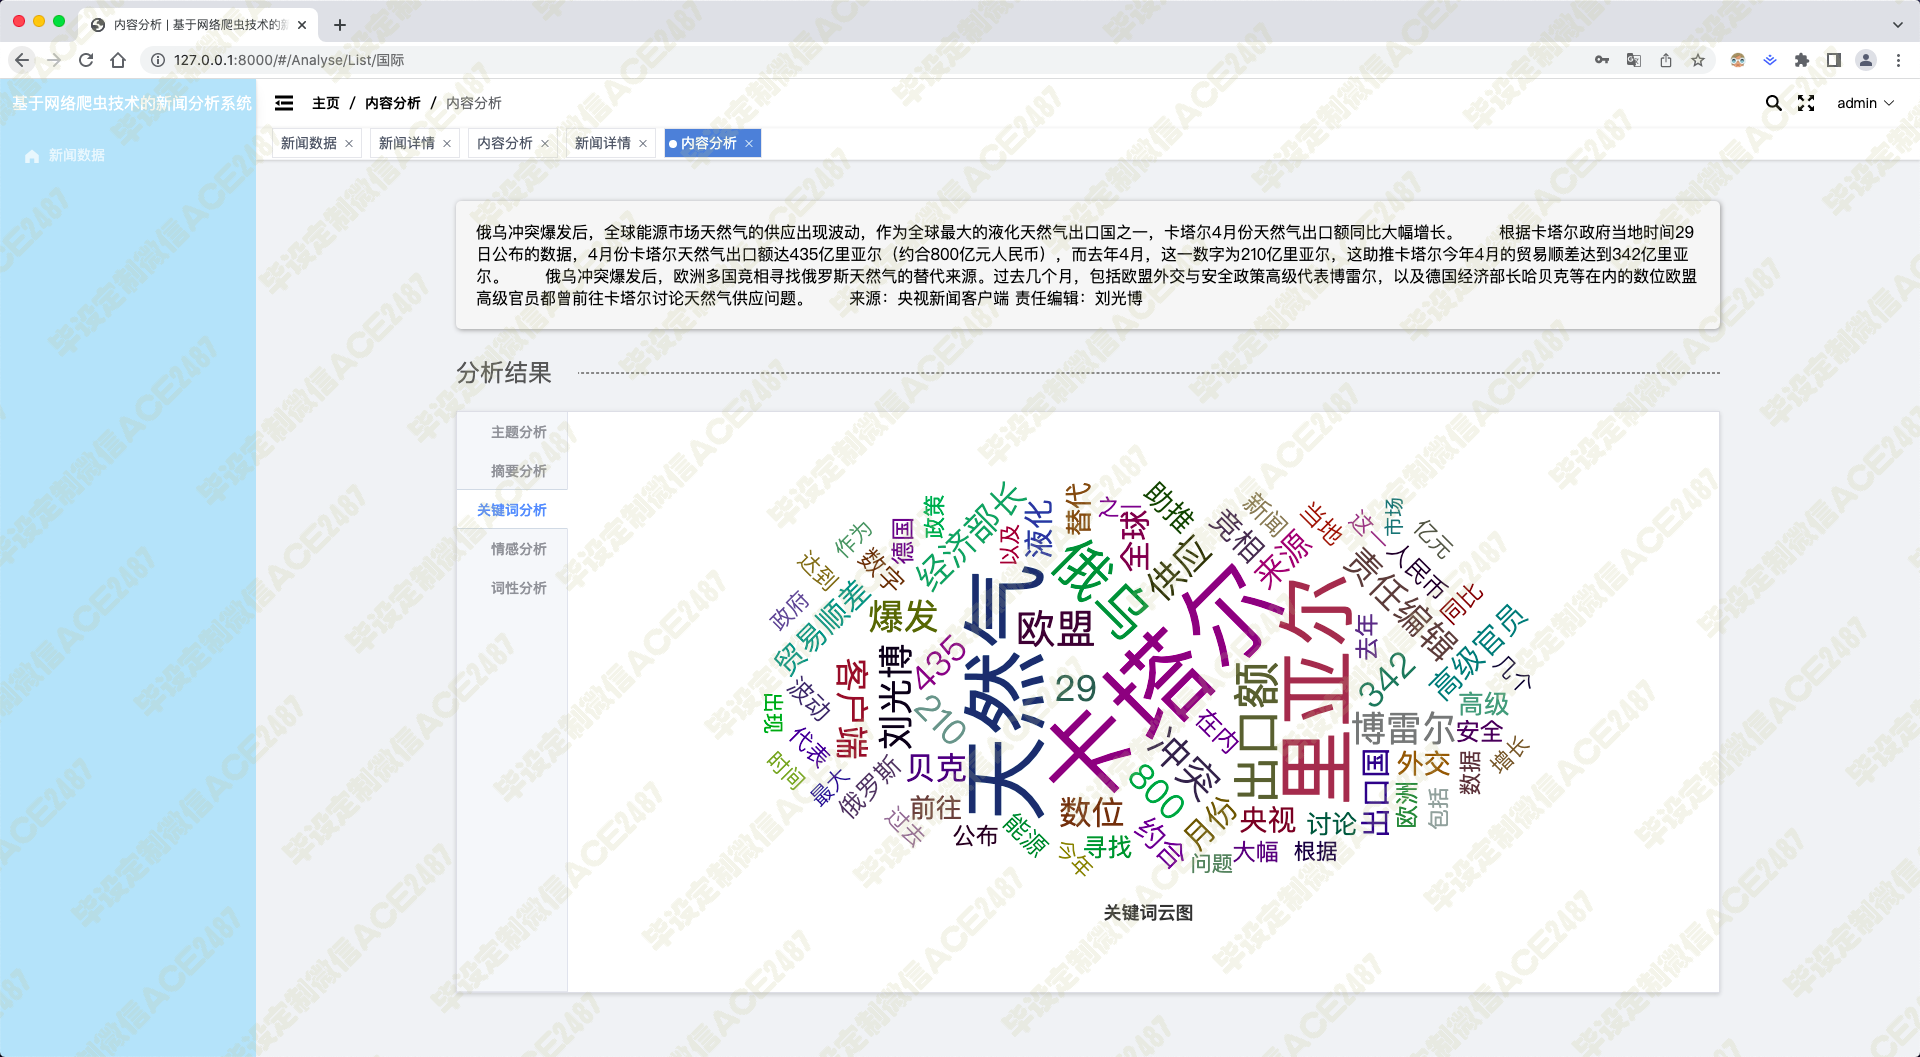 内容分析 | 基于网络爬虫技术的新
127.0.0.1:8000/#/Analyse/List/国际
基于网络爬虫技术的新闻分析系统
主页 / 内容分析 / 内容分析
admin
新闻数据
新闻数据 × 新闻详情 × 内容分析 × 新闻详情 × 内容分析 ×
俄乌冲突爆发后，全球能源市场天然气的供应出现波动，作为全球最大的液化天然气出口国之一，卡塔尔4月份天然气出口额同比大幅增长。 根据卡塔尔政府当地时间29
日公布的数据，4月份卡塔尔天然气出口额达435亿里亚尔（约合800亿元人民币），而去年4月，这一数字为210亿里亚尔，这助推卡塔尔今年4月的贸易顺差达到342亿里亚
尔。 俄乌冲突爆发后，欧洲多国竞相寻找俄罗斯天然气的替代来源。过去几个月，包括欧盟外交与安全政策高级代表博雷尔，以及德国经济部长哈贝克等在内的数位欧盟
高级官员都曾前往卡塔尔讨论天然气供应问题。 来源：央视新闻客户端 责任编辑：刘光博
分析结果
主题分析
摘要分析
关键词分析
情感分析
词性分析
天然气
卡塔尔
里亚尔
俄乌
出口额
欧盟
29
供应
全球
爆发
冲突
刘光博
435
210
342
800
客户端
贸易顺差
经济部长
液化
替代
之一
助推
竞相
新闻
来源
当地
这一
市场
亿元
人民币
责任编辑
同比
高级官员
去年
几个
高级
博雷尔
安全
外交
增长
数据
包括
欧洲
出口国
讨论
央视
根据
大幅
问题
月份
约合
寻找
今年
数位
能源
公布
前往
过去
贝克
俄罗斯
最大
时间
代表
出现
波动
政府
达到
作为
数字
德国
政策
以及
在内
关键词云图
毕设定制微信ACE2487